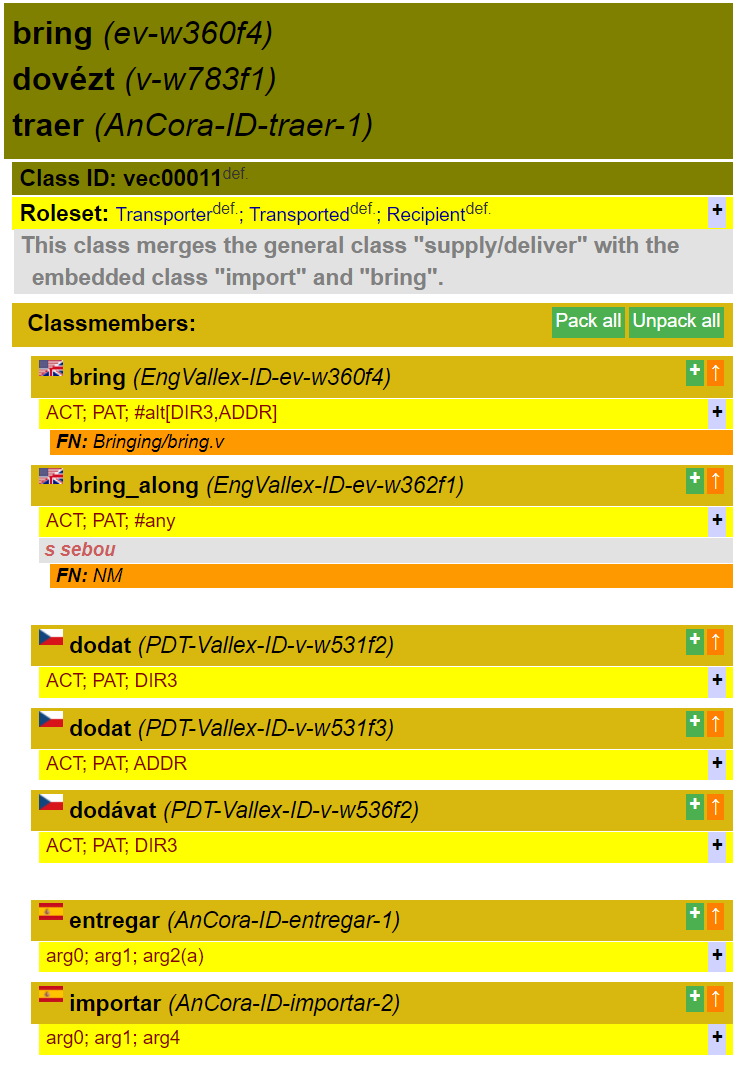 bring (ev-w360f4)
dovézt (v-w783f1)
traer (AnCora-ID-traer-1)
Class ID: vec00011def.
Roleset: Transporterdef.; Transporteddef.; Recipientdef. +
This class merges the general class "supply/deliver" with the
embedded class "import" and "bring".
Classmembers: Pack all Unpack all
bring (EngVallex-ID-ev-w360f4) + ↑
ACT; PAT; #alt[DIR3,ADDR] +
FN: Bringing/bring.v
bring_along (EngVallex-ID-ev-w362f1) + ↑
ACT; PAT; #any +
s sebou
FN: NM
dodat (PDT-Vallex-ID-v-w531f2) + ↑
ACT; PAT; DIR3 +
dodat (PDT-Vallex-ID-v-w531f3) + ↑
ACT; PAT; ADDR +
dodávat (PDT-Vallex-ID-v-w536f2) + ↑
ACT; PAT; DIR3 +
entregar (AnCora-ID-entregar-1) + ↑
arg0; arg1; arg2(a) +
importar (AnCora-ID-importar-2) + ↑
arg0; arg1; arg4 +